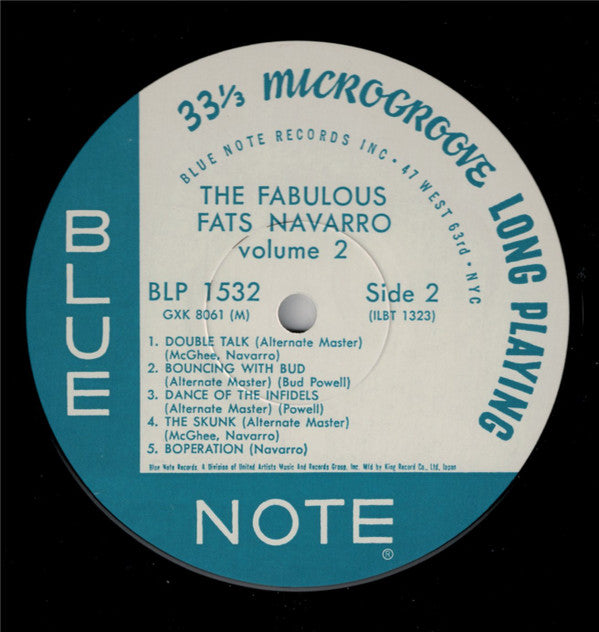 33⅓ MICROGROOVE LONG PLAYING
BLUE NOTE RECORDS INC • 47 WEST 63rd • NYC
THE FABULOUS
FATS NAVARRO
volume 2
BLP 1532 Side 2
GXK 8061 (M) (ILBT 1323)
1. DOUBLE TALK (Alternate Master)
(McGhee, Navarro)
2. BOUNCING WITH BUD
(Alternate Master) (Bud Powell)
3. DANCE OF THE INFIDELS
(Alternate Master) (Powell)
4. THE SKUNK (Alternate Master)
(McGhee, Navarro)
5. BOPERATION (Navarro)
Blue Note Records, A Division of United Artists Music And Records Group, Inc. Mfd by King Record Co., Ltd, Japan
BLUE
NOTE®